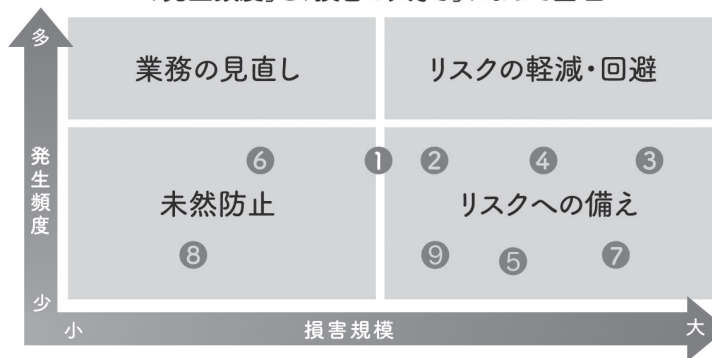 多
業務の見直し
リスクの軽減・回避
発生頻度
❻
❶
❷
❹
❸
未然防止
リスクへの備え
❽
❾
❺
❼
少
小
損害規模
大